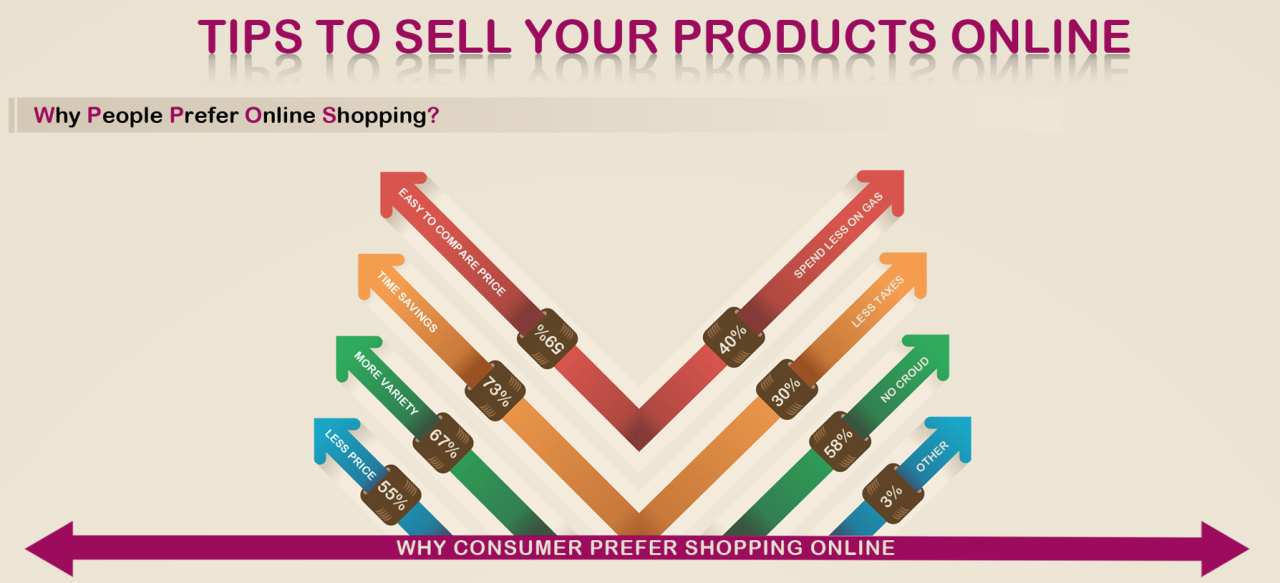 TIPS TO SELL YOUR PRODUCTS ONLINE
Why People Prefer Online Shopping?
EASY TO COMPARE PRICE
59%
SPEND LESS ON GAS
40%
TIME SAVINGS
73%
LESS TAXES
30%
MORE VARIETY
67%
NO CROUD
58%
LESS PRICE
55%
OTHER
3%
WHY CONSUMER PREFER SHOPPING ONLINE